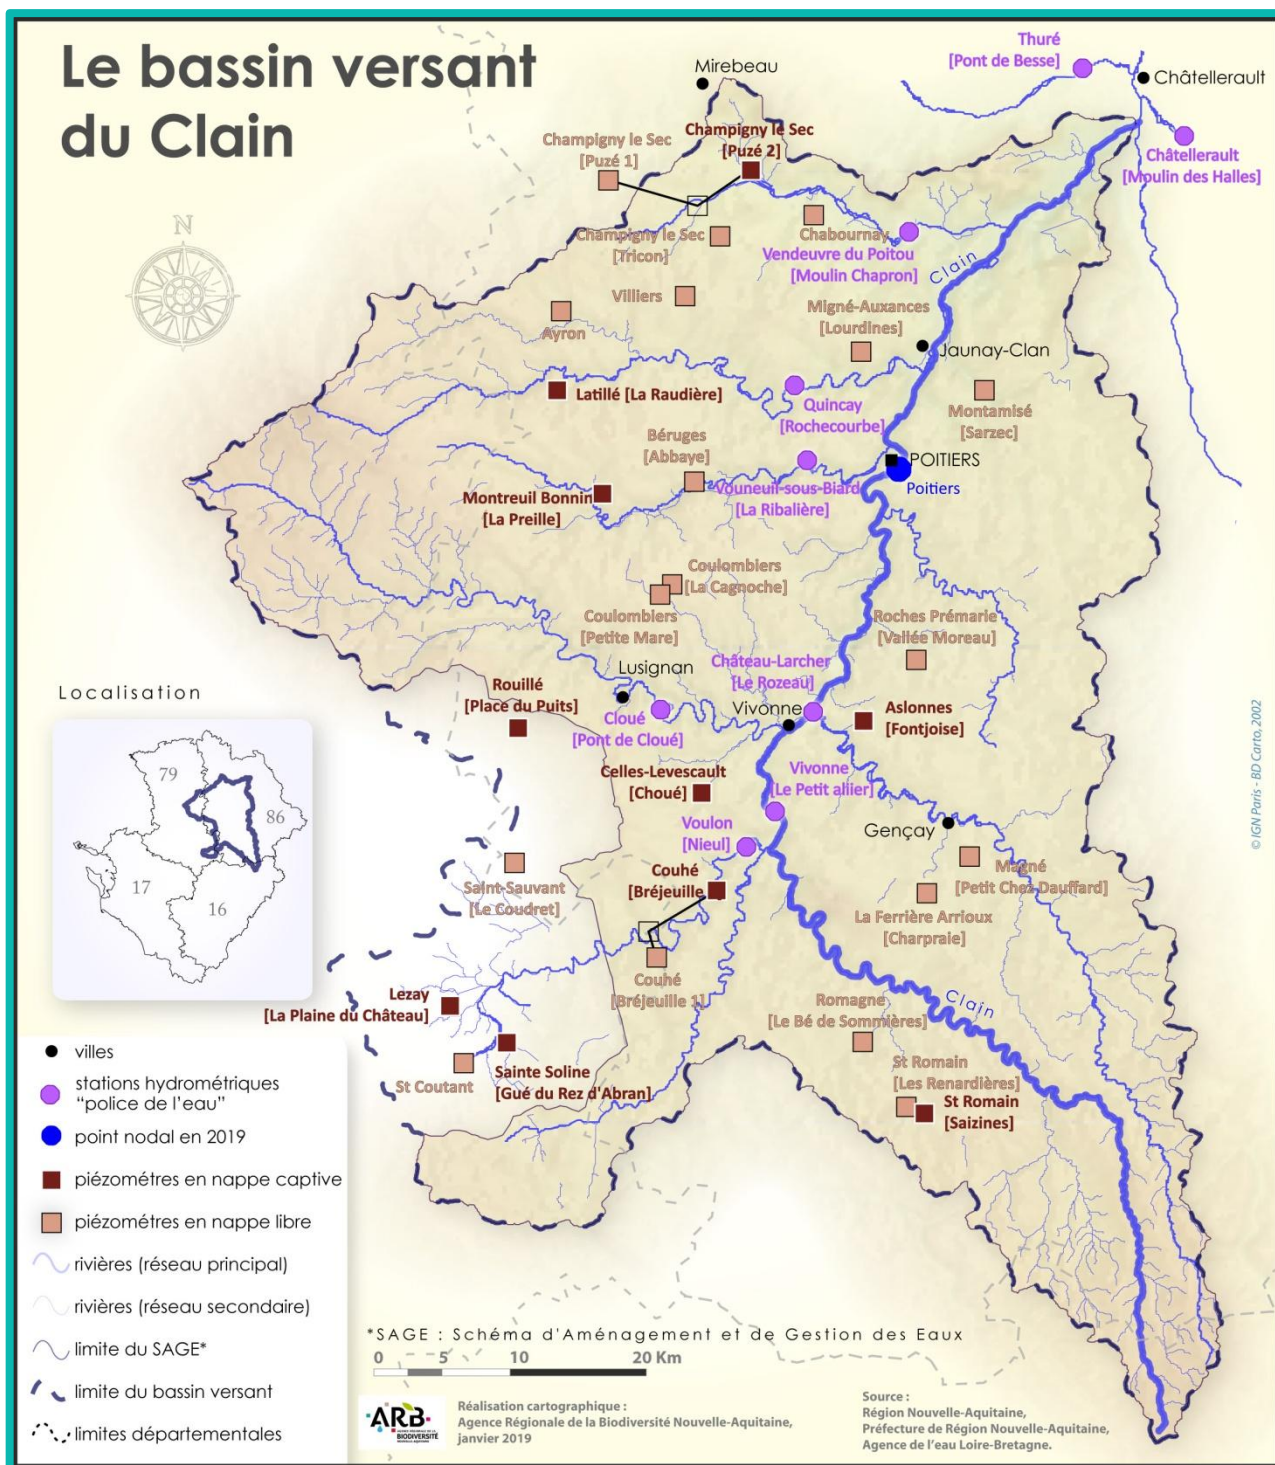 Le bassin versant
du Clain
N
Mirebeau
Thuré
[Pont de Besse]
Châtellerault
Châtellerault
[Moulin des Halles]
Champigny le Sec
[Puzé 1]
Champigny le Sec
[Puzé 2]
Champigny le Sec
[Tricon]
Chabournay
Vendeuvre du Poitou
[Moulin Chapron]
Clain
Villiers
Ayron
Migné-Auxances
[Lourdines]
Jaunay-Clan
Latillé [La Raudière]
Quincay
[Rochecourbe]
Montamisé
[Sarzec]
Béruges
[Abbaye]
POITIERS
Poitiers
Montreuil Bonnin
[La Preille]
Vouneuil-sous-Biard
[La Ribalière]
Coulombiers
[La Cagnoche]
Coulombiers
[Petite Mare]
Roches Prémarie
[Vallée Moreau]
Château-Larcher
[Le Rozeau]
Lusignan
Rouillé
[Place du Puits]
Cloué
[Pont de Cloué]
Vivonne
Aslonnes
[Fontjoise]
Celles-Levescault
[Choué]
Vivonne
[Le Petit allier]
Voulon
[Nieul]
Gençay
Couhé
[Bréjeuille]
Magné
[Petit Chez Dauffard]
Saint-Sauvant
[Le Coudret]
La Ferrière Arrioux
[Charpraie]
Couhé
[Bréjeuille 1]
Lezay
[La Plaine du Château]
Romagne
[Le Bé de Sommières]
Clain
Sainte Soline
[Gué du Rez d'Abran]
St Coutant
St Romain
[Les Renardières]
St Romain
[Saizines]
Localisation
79
86
17
16
villes
stations hydrométriques
“police de l’eau”
point nodal en 2019
piézomètres en nappe captive
piézomètres en nappe libre
rivières (réseau principal)
rivières (réseau secondaire)
limite du SAGE*
limite du bassin versant
limites départementales
*SAGE : Schéma d'Aménagement et de Gestion des Eaux
0 5 10 20 Km
ARB
BIODIVERSITÉ
Réalisation cartographique :
Agence Régionale de la Biodiversité Nouvelle-Aquitaine,
janvier 2019
Source :
Région Nouvelle-Aquitaine,
Préfecture de Région Nouvelle-Aquitaine,
Agence de l'eau Loire-Bretagne.
© IGN Paris - BD Carto, 2002